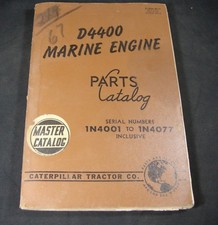 67
D4400
MARINE ENGINE
PARTS
Catalog
SERIAL NUMBERS
1N4001 TO 1N4077
INCLUSIVE
MASTER
CATALOG
CATERPILLAR TRACTOR CO.